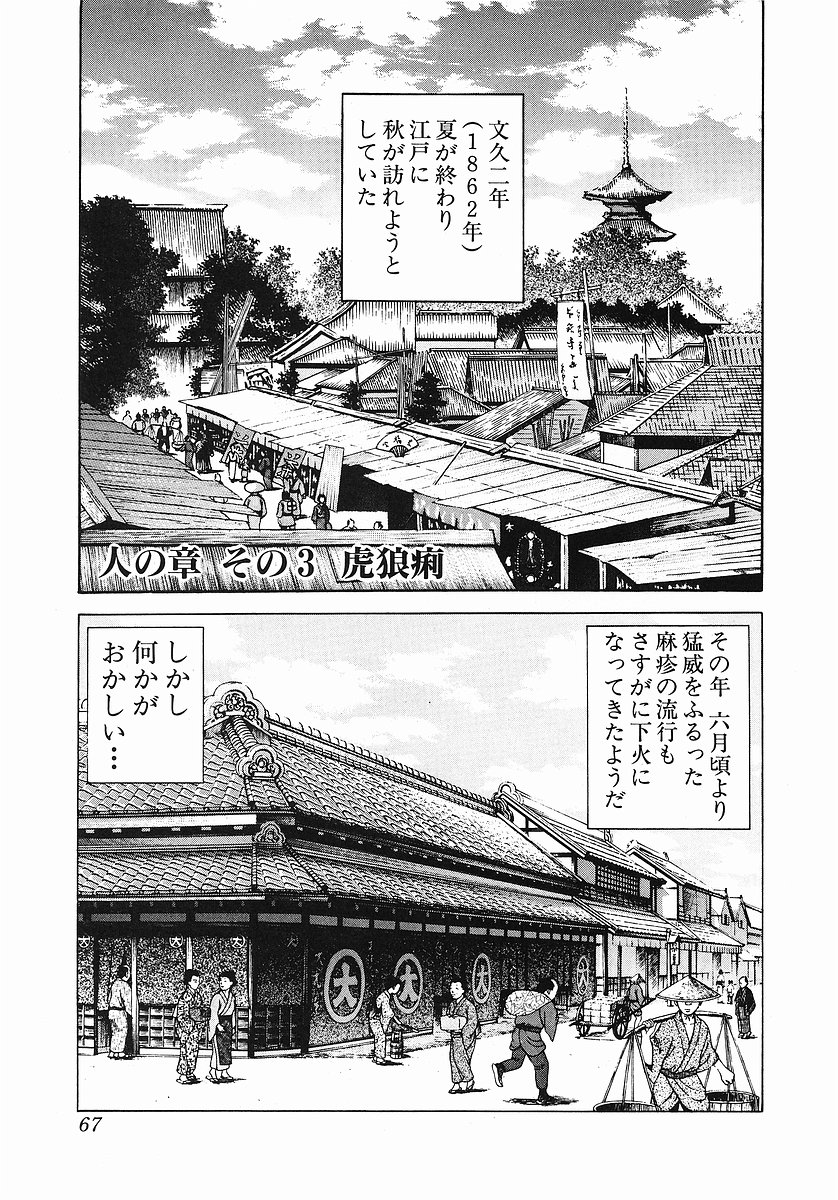 文久二年
(1862年)
夏が終わり
江戸に
秋が訪れようと
していた
人の章 その3 虎狼痢
その年 六月頃より
猛威をふるった
麻疹の流行も
さすがに下火に
なってきたようだ
しかし
何かが
おかしい…
大
大
大
大
大
67